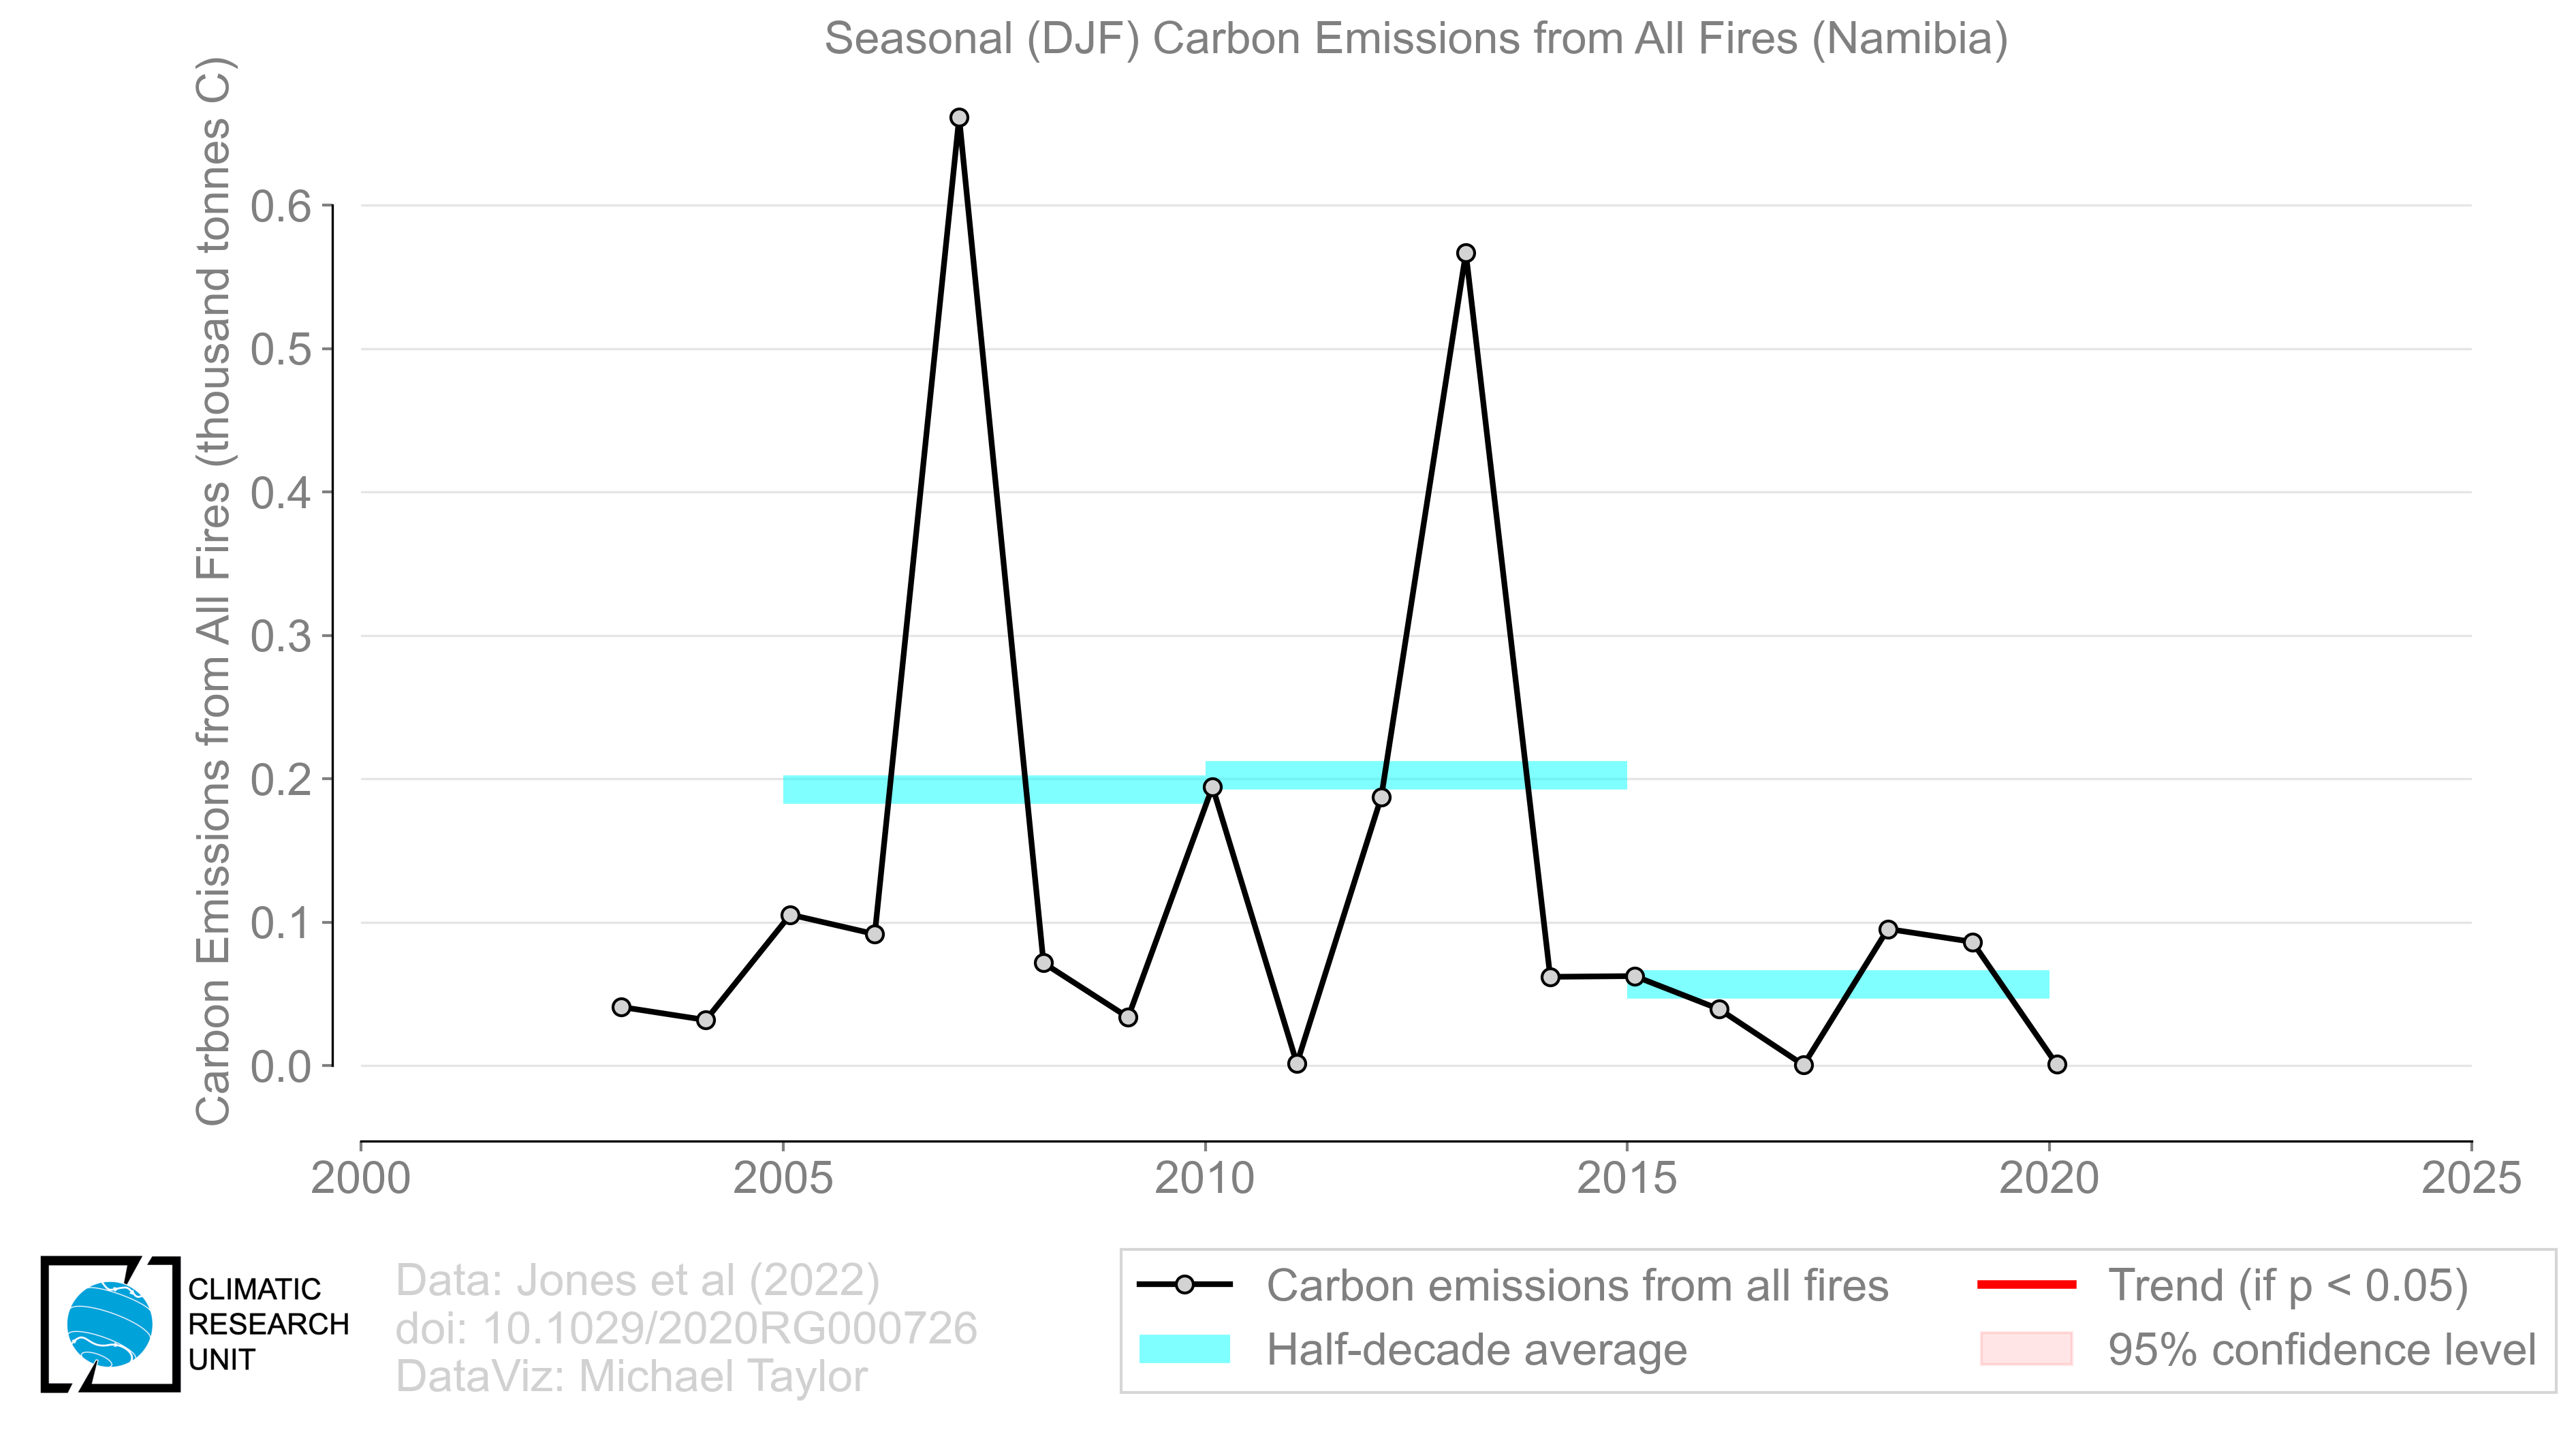 Seasonal (DJF) Carbon Emissions from All Fires (Namibia)
Carbon Emissions from All Fires (thousand tonnes C)
0.6
0.5
0.4
0.3
0.2
0.1
0.0
2000
2005
2010
2015
2020
2025
CLIMATIC
RESEARCH
UNIT
Data: Jones et al (2022)
doi: 10.1029/2020RG000726
DataViz: Michael Taylor
Carbon emissions from all fires
Half-decade average
Trend (if p < 0.05)
95% confidence level